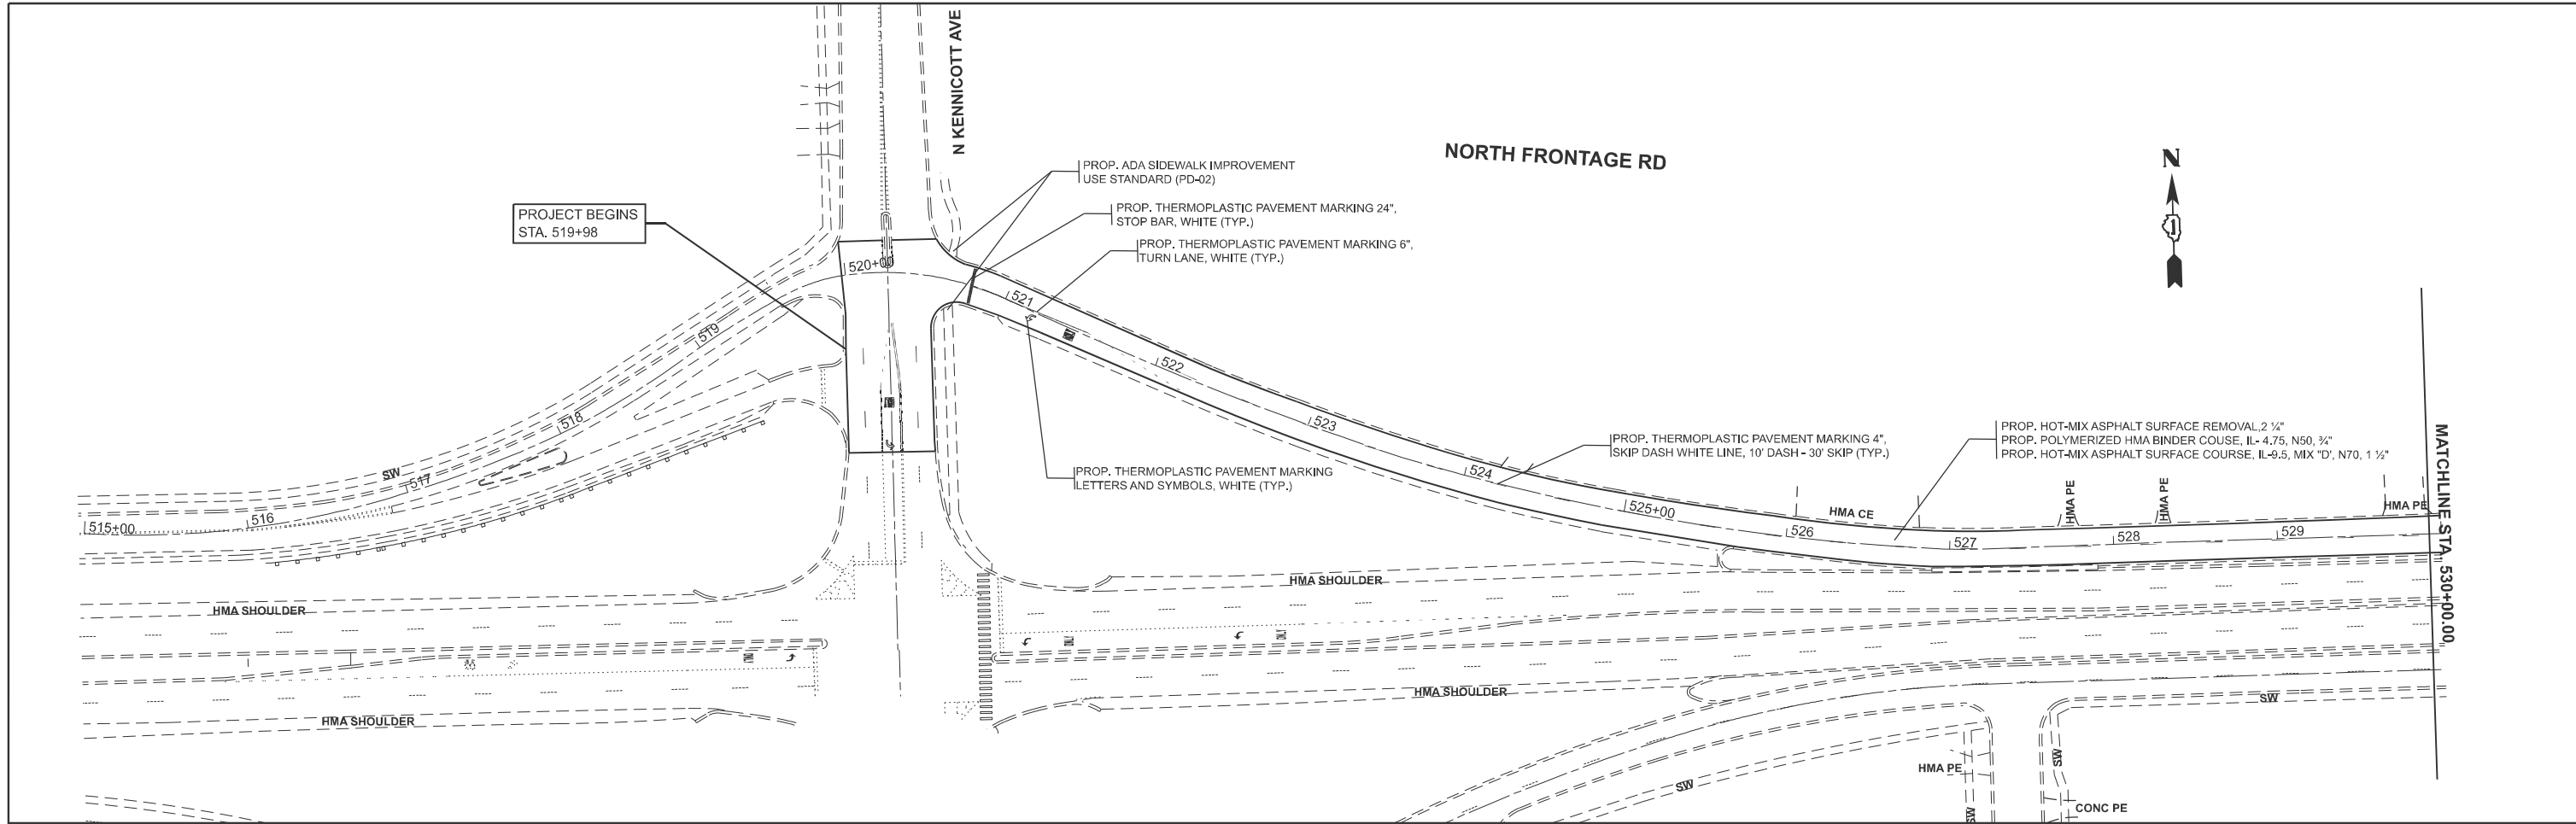 N KENNICOTT AVE
NORTH FRONTAGE RD
N
1
PROJECT BEGINS
STA. 519+98
PROP. ADA SIDEWALK IMPROVEMENT
USE STANDARD (PD-02)
PROP. THERMOPLASTIC PAVEMENT MARKING 24",
STOP BAR, WHITE (TYP.)
PROP. THERMOPLASTIC PAVEMENT MARKING 6",
TURN LANE, WHITE (TYP.)
PROP. THERMOPLASTIC PAVEMENT MARKING
LETTERS AND SYMBOLS, WHITE (TYP.)
PROP. THERMOPLASTIC PAVEMENT MARKING 4",
SKIP DASH WHITE LINE, 10' DASH - 30' SKIP (TYP.)
PROP. HOT-MIX ASPHALT SURFACE REMOVAL,2 ¼"
PROP. POLYMERIZED HMA BINDER COUSE, IL- 4.75, N50, ¾"
PROP. HOT-MIX ASPHALT SURFACE COURSE, IL-9.5, MIX "D', N70, 1 ½"
MATCHLINE STA. 530+00.00
515+00
516
517
518
519
520+00
521
522
523
524
525+00
526
527
528
529
SW
HMA CE
HMA PE
HMA PE
HMA PE
HMA SHOULDER
HMA SHOULDER
HMA SHOULDER
HMA SHOULDER
SW
SW
SW
HMA PE
SW
CONC PE